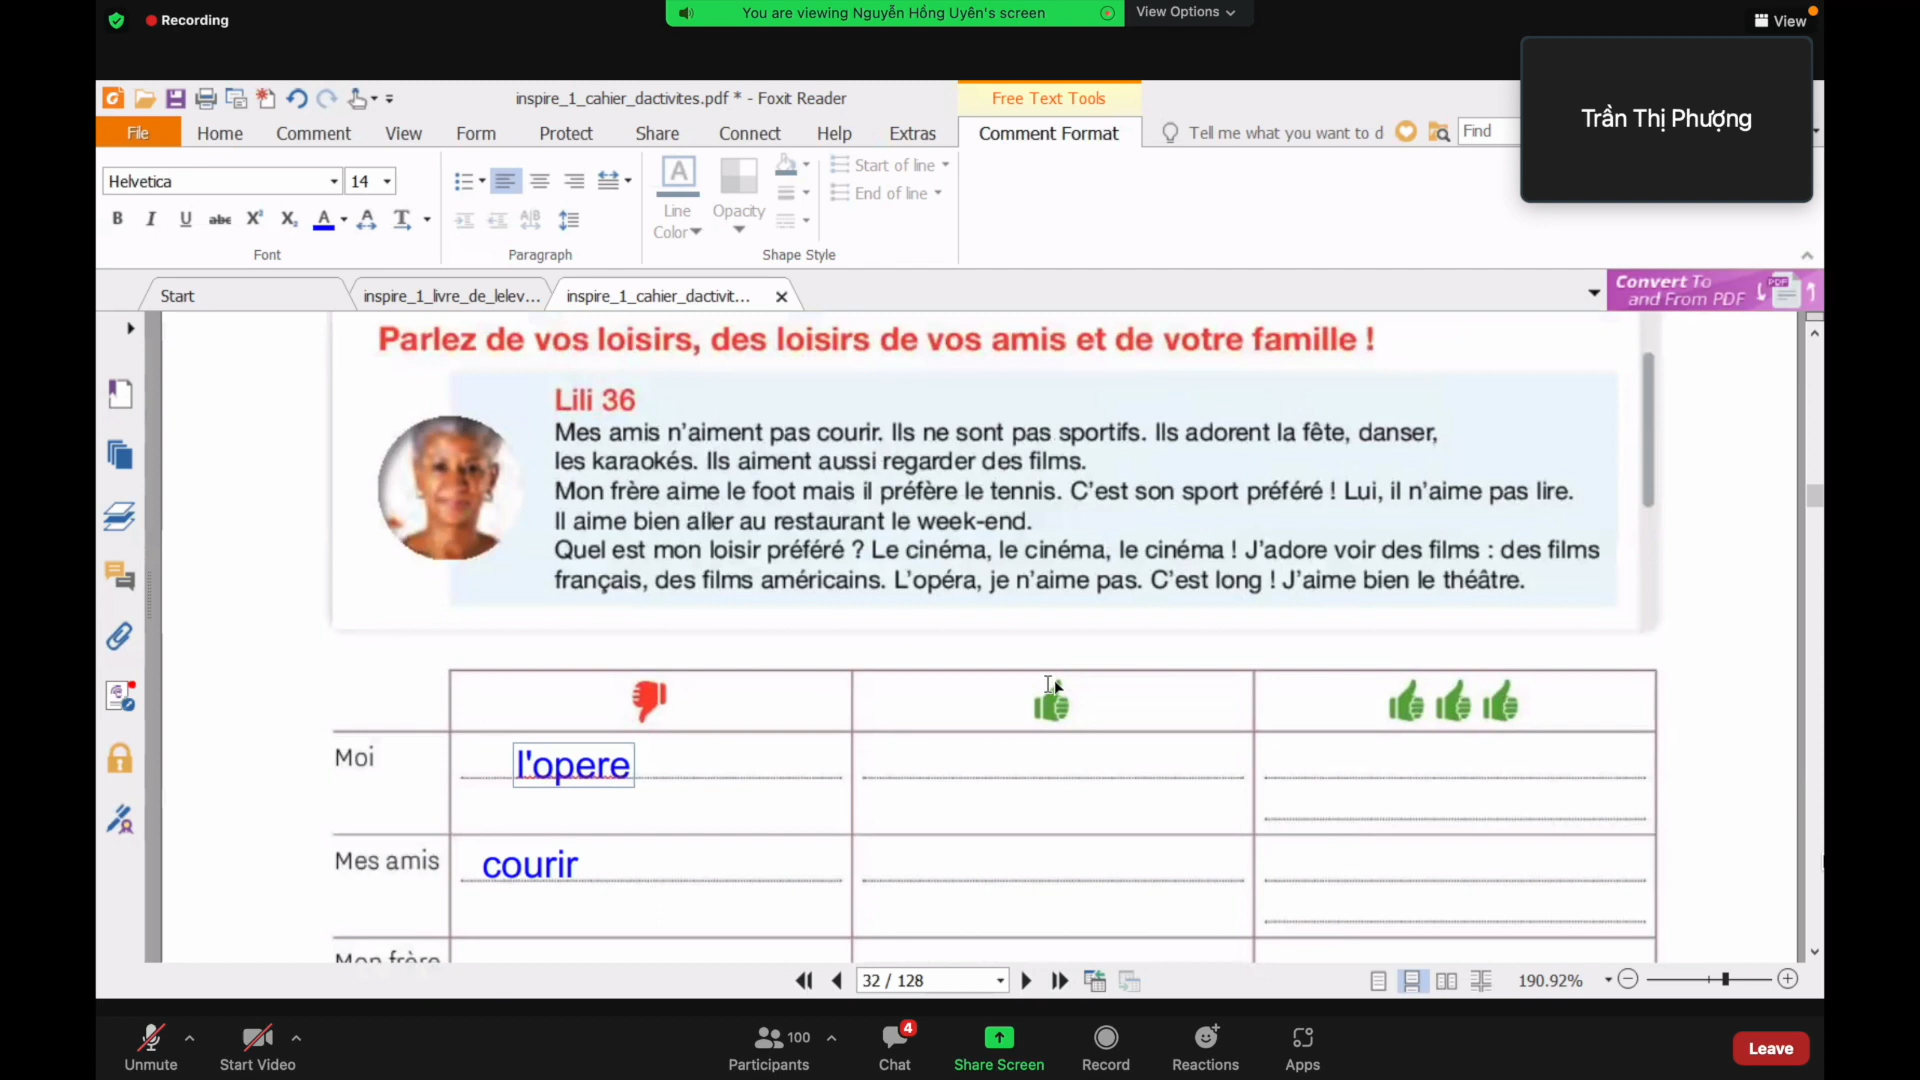 Recording
You are viewing Nguyễn Hồng Uyên's screen
View Options
View
Trần Thị Phượng
inspire_1_cahier_dactivites.pdf * - Foxit Reader
Free Text Tools
File
Home
Comment
View
Form
Protect
Share
Connect
Help
Extras
Comment Format
Tell me what you want to d
Find
Helvetica
14
Start of line
End of line
Line
Color
Opacity
Font
Paragraph
Shape Style
Start
inspire_1_livre_de_lelev...
inspire_1_cahier_dactivit...
Convert To
and From PDF
PDF
Parlez de vos loisirs, des loisirs de vos amis et de votre famille !
Lili 36
Mes amis n'aiment pas courir. Ils ne sont pas sportifs. Ils adorent la fête, danser,
les karaokés. Ils aiment aussi regarder des films.
Mon frère aime le foot mais il préfère le tennis. C'est son sport préféré ! Lui, il n'aime pas lire.
Il aime bien aller au restaurant le week-end.
Quel est mon loisir préféré ? Le cinéma, le cinéma, le cinéma ! J'adore voir des films : des films
français, des films américains. L'opéra, je n'aime pas. C'est long ! J'aime bien le théâtre.
Moi
l'opere
Mes amis
courir
Mon frère
32 / 128
190.92%
Unmute
Start Video
100
Participants
4
Chat
Share Screen
Record
Reactions
Apps
Leave